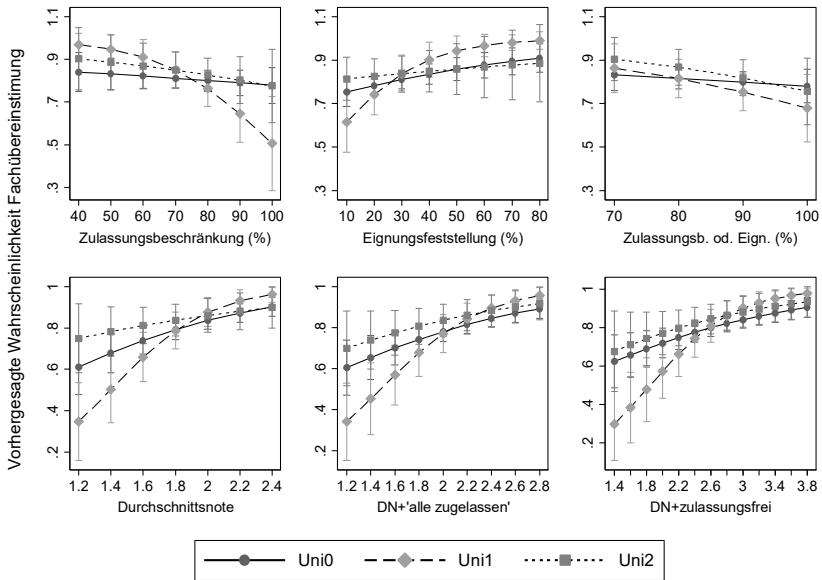 Vorhergesagte Wahrscheinlichkeit Fachübereinstimung
1.1
.9
.7
.5
.3
40 50 60 70 80 90 100
Zulassungsbeschränkung (%)
1.1
.9
.7
.5
.3
10 20 30 40 50 60 70 80
Eignungsfeststellung (%)
1.1
.9
.7
.5
.3
70 80 90 100
Zulassungsb. od. Eign. (%)
1
.8
.6
.4
.2
1.2 1.4 1.6 1.8 2 2.2 2.4
Durchschnittsnote
1
.8
.6
.4
.2
1.2 1.4 1.6 1.8 2 2.2 2.4 2.6 2.8
DN+'alle zugelassen'
1
.8
.6
.4
.2
1.4 1.8 2.2 2.6 3 3.4 3.8
DN+zulassungsfrei
Uni0 Uni1 Uni2